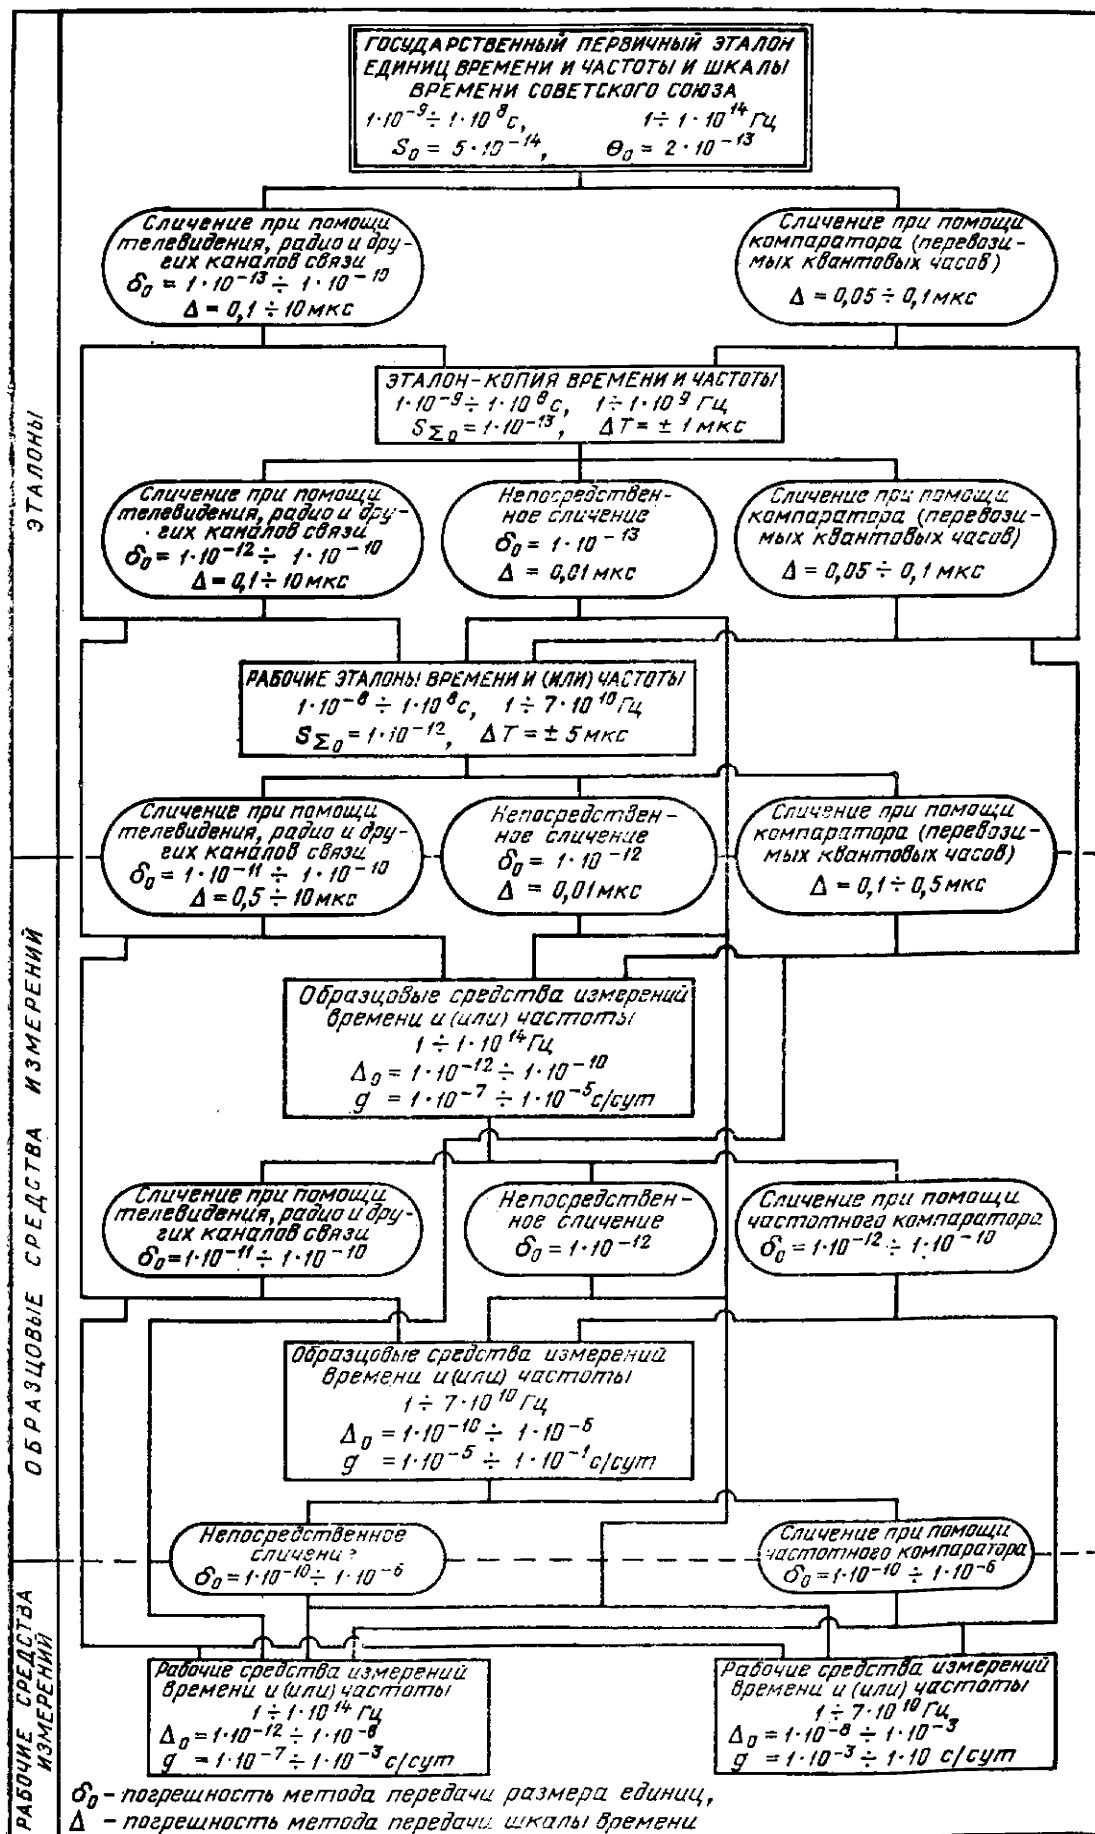 ГОСУДАРСТВЕННЫЙ ПЕРВИЧНЫЙ ЭТАЛОН
ЕДИНИЦ ВРЕМЕНИ И ЧАСТОТЫ И ШКАЛЫ
ВРЕМЕНИ СОВЕТСКОГО СОЮЗА
1·10⁻⁹ ÷ 1·10⁸ с, 1 ÷ 1·10¹⁴ Гц
S₀ = 5·10⁻¹⁴, Θ₀ = 2·10⁻¹³
Сличение при помощи
телевидения, радио и дру-
гих каналов связи
δ₀ = 1·10⁻¹³ ÷ 1·10⁻¹⁰
Δ = 0,1 ÷ 10 мкс
Сличение при помощи
компаратора (перевози-
мых квантовых часов)
Δ = 0,05 ÷ 0,1 мкс
ЭТАЛОН-КОПИЯ ВРЕМЕНИ И ЧАСТОТЫ
1·10⁻⁹ ÷ 1·10⁸ с, 1 ÷ 1·10⁹ Гц
S_Σ₀ = 1·10⁻¹³, ΔT = ± 1 мкс
ЭТАЛОНЫ
Сличение при помощи
телевидения, радио и дру-
гих каналов связи
δ₀ = 1·10⁻¹² ÷ 1·10⁻¹⁰
Δ = 0,1 ÷ 10 мкс
Непосредствен-
ное сличение
δ₀ = 1·10⁻¹³
Δ = 0,01 мкс
Сличение при помощи
компаратора (перевози-
мых квантовых часов)
Δ = 0,05 ÷ 0,1 мкс
РАБОЧИЕ ЭТАЛОНЫ ВРЕМЕНИ И (ИЛИ) ЧАСТОТЫ
1·10⁻⁸ ÷ 1·10⁸ с, 1 ÷ 7·10¹⁰ Гц
S_Σ₀ = 1·10⁻¹², ΔT = ± 5 мкс
Сличение при помощи
телевидения, радио и дру-
гих каналов связи
δ₀ = 1·10⁻¹¹ ÷ 1·10⁻¹⁰
Δ = 0,5 ÷ 10 мкс
Непосредствен-
ное сличение
δ₀ = 1·10⁻¹²
Δ = 0,01 мкс
Сличение при помощи
компаратора (перевози-
мых квантовых часов)
Δ = 0,1 ÷ 0,5 мкс
ОБРАЗЦОВЫЕ СРЕДСТВА ИЗМЕРЕНИЙ
Образцовые средства измерений
времени и (или) частоты
1 ÷ 1·10¹⁴ Гц
Δ₀ = 1·10⁻¹² ÷ 1·10⁻¹⁰
g = 1·10⁻⁷ ÷ 1·10⁻⁵ с/сут
Сличение при помощи
телевидения, радио и дру-
гих каналов связи
δ₀ = 1·10⁻¹¹ ÷ 1·10⁻¹⁰
Непосредствен-
ное сличение
δ₀ = 1·10⁻¹²
Сличение при помощи
частотного компаратора
δ₀ = 1·10⁻¹² ÷ 1·10⁻¹⁰
Образцовые средства измерений
времени и (или) частоты
1 ÷ 7·10¹⁰ Гц
Δ₀ = 1·10⁻¹⁰ ÷
g = 1·10⁻⁵ ÷ 1·10⁻¹ с/сут
Непосредственное
δ₀ = 1·10⁻¹⁰ ÷
Сличение при помощи
частотного компаратора
δ₀ = 1·10⁻¹⁰ ÷
РАБОЧИЕ СРЕДСТВА
ИЗМЕРЕНИЙ
Рабочие средства измерений
времени и (или) частоты
1 ÷ 1·10¹⁴ Гц
Δ₀ = 1·10⁻¹² ÷ 1·10⁻⁸
g = 1·10⁻⁷ ÷ 1·10⁻³ с/сут
Рабочие средства измерений
времени и (или) частоты
1 ÷ 7·10¹⁰ Гц
Δ₀ = 1·10⁻⁸ ÷ 1·10⁻³
g = 1·10⁻³ ÷ 1·10 с/сут
δ₀ – погрешность метода передачи размера единиц,
Δ – погрешность метода передачи шкалы времени